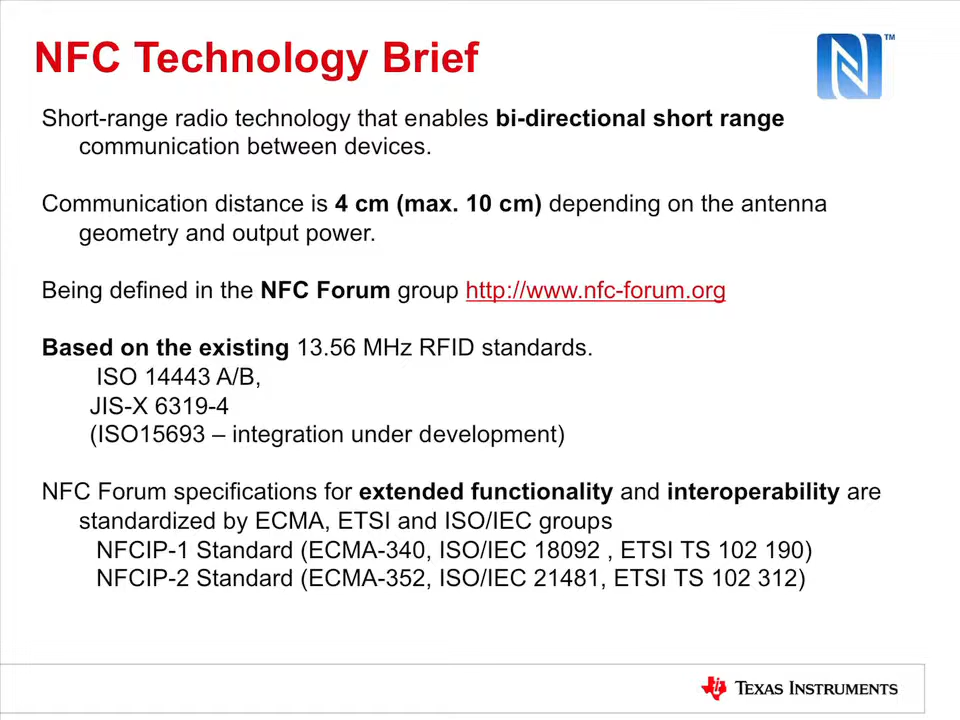 NFC Technology Brief
N™
Short-range radio technology that enables bi-directional short range
communication between devices.
Communication distance is 4 cm (max. 10 cm) depending on the antenna
geometry and output power.
Being defined in the NFC Forum group http://www.nfc-forum.org
Based on the existing 13.56 MHz RFID standards.
ISO 14443 A/B,
JIS-X 6319-4
(ISO15693 – integration under development)
NFC Forum specifications for extended functionality and interoperability are
standardized by ECMA, ETSI and ISO/IEC groups
NFCIP-1 Standard (ECMA-340, ISO/IEC 18092 , ETSI TS 102 190)
NFCIP-2 Standard (ECMA-352, ISO/IEC 21481, ETSI TS 102 312)
TEXAS INSTRUMENTS